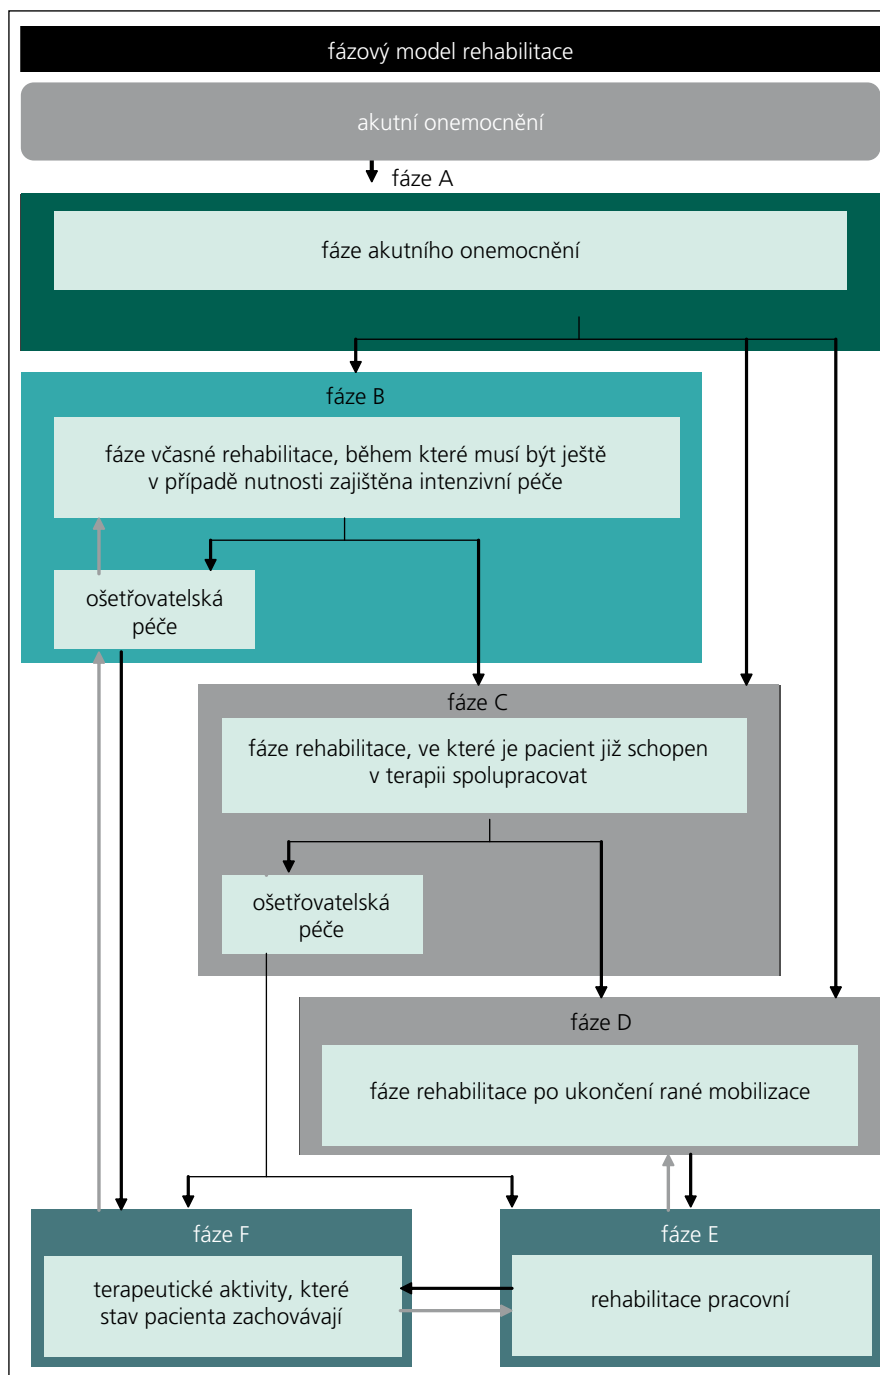 fázový model rehabilitace
akutní onemocnění
fáze A
fáze akutního onemocnění
fáze B
fáze včasné rehabilitace, během které musí být ještě
v případě nutnosti zajištěna intenzivní péče
ošetřovatelská
péče
fáze C
fáze rehabilitace, ve které je pacient již schopen
v terapii spolupracovat
ošetřovatelská
péče
fáze D
fáze rehabilitace po ukončení rané mobilizace
fáze F
terapeutické aktivity, které
stav pacienta zachovávají
fáze E
rehabilitace pracovní